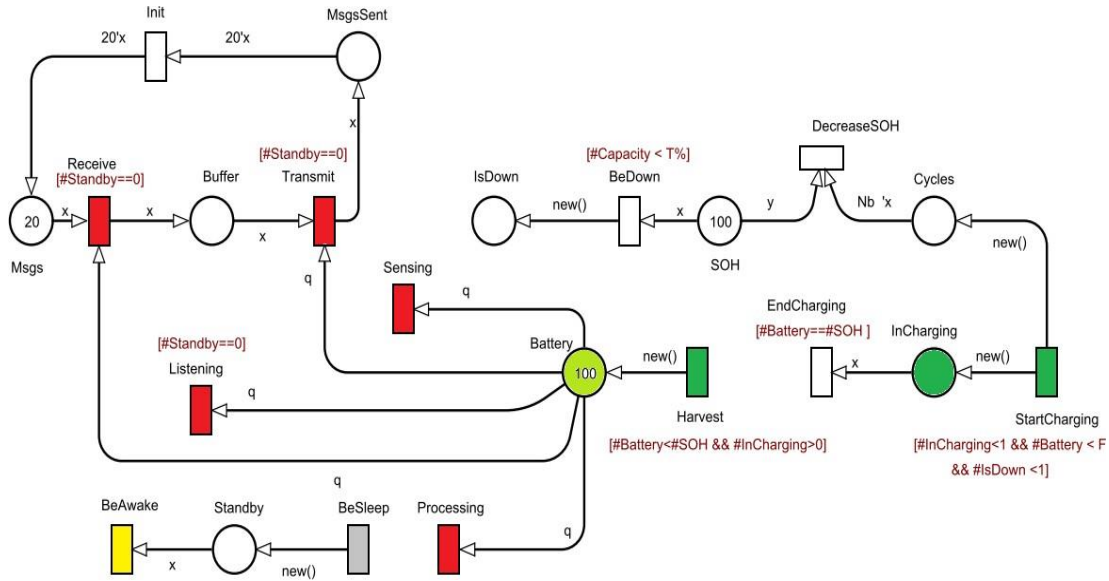 Init
MsgsSent
20'x
20'x
x
DecreaseSOH
[#Standby==0]
[#Capacity < T%]
Receive
[#Standby==0]
Buffer
Transmit
IsDown
BeDown
Cycles
20
x
x
x
new()
x
100
y
Nb 'x
Msgs
SOH
new()
q
Sensing
q
EndCharging
[#Battery==#SOH ]
InCharging
[#Standby==0]
Listening
Battery
new()
x
new()
100
q
Harvest
StartCharging
[#Battery<#SOH && #InCharging>0]
[#InCharging<1 && #Battery < F
&& #IsDown <1]
q
BeAwake
Standby
BeSleep
Processing
q
x
new()